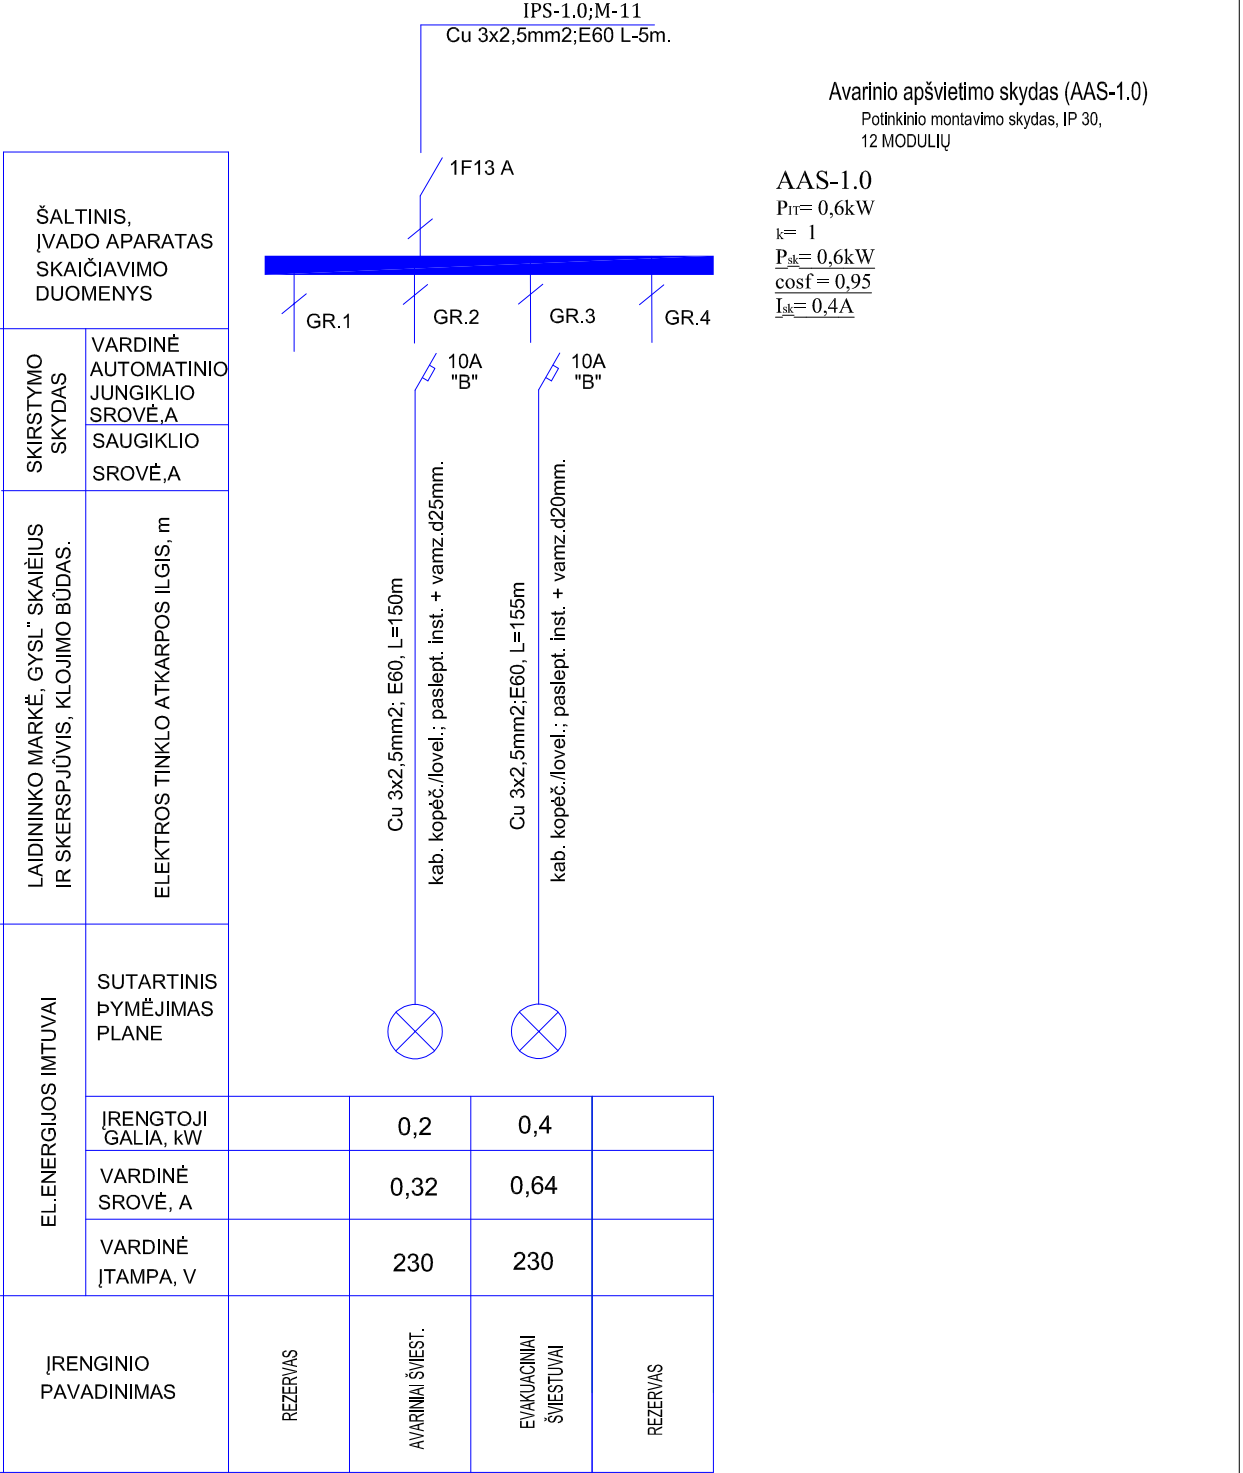 IPS-1.0;M-11
Cu 3x2,5mm2;E60 L-5m.
Avarinio apšvietimo skydas (AAS-1.0)
Potinkinio montavimo skydas, IP 30,
12 MODULIŲ
AAS-1.0
PIT= 0,6kW
k= 1
Psk= 0,6kW
cosf = 0,95
Isk= 0,4A
1F13 A
ŠALTINIS,
ĮVADO APARATAS
SKAIČIAVIMO
DUOMENYS
GR.1
GR.2
GR.3
GR.4
SKIRSTYMO
SKYDAS
VARDINĖ
AUTOMATINIO
JUNGIKLIO
SROVĖ,A
SAUGIKLIO
SROVĖ,A
10A
"B"
10A
"B"
LAIDININKO MARKË, GYSL" SKAIÈIUS
IR SKERSPJÛVIS, KLOJIMO BÛDAS.
ELEKTROS TINKLO ATKARPOS ILGIS, m
Cu 3x2,5mm2; E60, L=150m
kab. kopėč./lovel.; paslept. inst. + vamz.d25mm.
Cu 3x2,5mm2;E60, L=155m
kab. kopėč./lovel.; paslept. inst. + vamz.d20mm.
EL.ENERGIJOS IMTUVAI
SUTARTINIS
ÞYMËJIMAS
PLANE
ĮRENGTOJI
GALIA, kW
0,2
0,4
VARDINĖ
SROVĖ, A
0,32
0,64
VARDINĖ
ĮTAMPA, V
230
230
ĮRENGINIO
PAVADINIMAS
REZERVAS
AVARINIAI ŠVIEST.
EVAKUACINIAI
ŠVIESTUVAI
REZERVAS